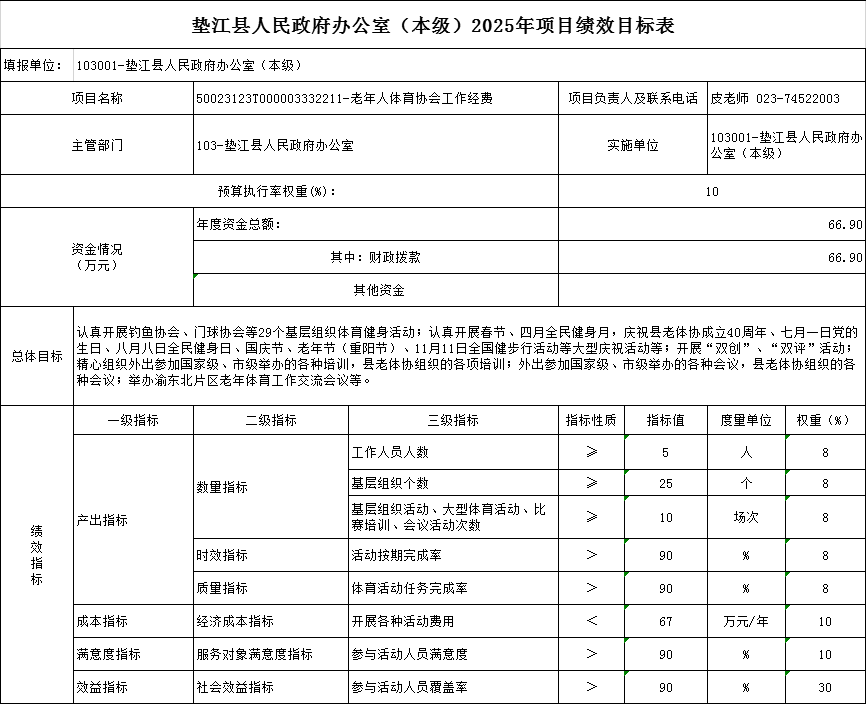 垫江县人民政府办公室（本级）2025年项目绩效目标表
填报单位： 103001-垫江县人民政府办公室（本级）
项目名称 50023123T000003332211-老年人体育协会工作经费 项目负责人及联系电话 皮老师 023-74522003
主管部门 103-垫江县人民政府办公室 实施单位 103001-垫江县人民政府办
公室（本级）
预算执行率权重(%)： 10
资金情况
（万元）
年度资金总额： 66.90
其中：财政拨款 66.90
其他资金
总体目标
认真开展钓鱼协会、门球协会等29个基层组织体育健身活动；认真开展春节、四月全民健身月，庆祝县老体协成立40周年、七月一日党的
生日、八月八日全民健身日、国庆节、老年节（重阳节）、11月11日全国健步行活动等大型庆祝活动等；开展“双创”、“双评”活动；
精心组织外出参加国家级、市级举办的各种培训，县老体协组织的各项培训；外出参加国家级、市级举办的各种会议，县老体协组织的各
种会议；举办渝东北片区老年体育工作交流会议等。
绩效指标
一级指标 二级指标 三级指标 指标性质 指标值 度量单位 权重（%）
产出指标 数量指标 工作人员人数 ≥ 5 人 8
基层组织个数 ≥ 25 个 8
基层组织活动、大型体育活动、比
赛培训、会议活动次数 ≥ 10 场次 8
时效指标 活动按期完成率 ＞ 90 % 8
质量指标 体育活动任务完成率 ＞ 90 % 8
成本指标 经济成本指标 开展各种活动费用 ＜ 67 万元/年 10
满意度指标 服务对象满意度指标 参与活动人员满意度 ＞ 90 % 10
效益指标 社会效益指标 参与活动人员覆盖率 ＞ 90 % 30